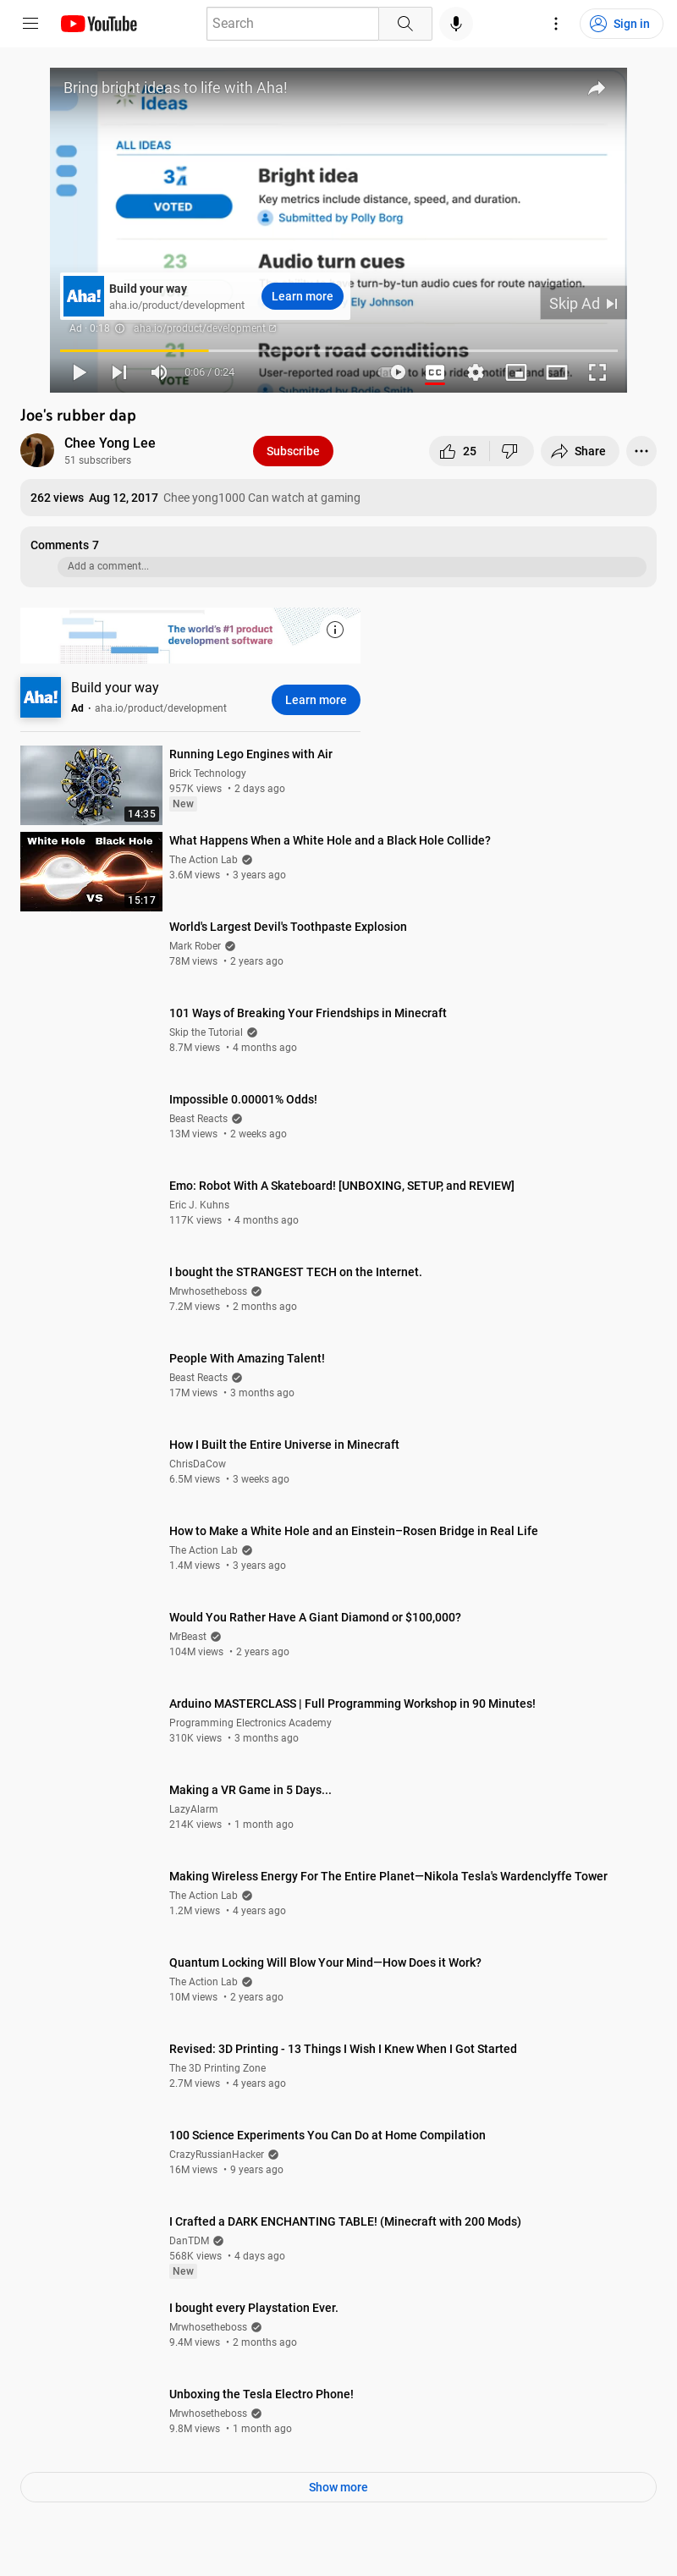 YouTube
Search
Sign in
Bring bright ideas to life with Aha!
Ideas
ALL IDEAS
Bright idea
Key metrics include distance, speed, and duration.
VOTED
Submitted by Polly Borg
23
Audio turn cues
turn-by-turn audio cues for route navigation.
Ely Johnson
Aha!
Build your way
aha.io/product/development
Learn more
Skip Ad
Ad · 0:18
aha.io/product/development
21
Report road conditions
User-reported road
VOTE
Submitted by Bodie Smith
0:06 / 0:24
CC
Joe's rubber dap
Chee Yong Lee
51 subscribers
Subscribe
25
Share
262 views Aug 12, 2017 Chee yong1000 Can watch at gaming
Comments 7
Add a comment...
The world's #1 product
development software
Aha!
Build your way
Ad • aha.io/product/development
Learn more
14:35
Running Lego Engines with Air
Brick Technology
957K views • 2 days ago
New
White Hole Black Hole
VS
15:17
What Happens When a White Hole and a Black Hole Collide?
The Action Lab
3.6M views • 3 years ago
World's Largest Devil's Toothpaste Explosion
Mark Rober
78M views • 2 years ago
101 Ways of Breaking Your Friendships in Minecraft
Skip the Tutorial
8.7M views • 4 months ago
Impossible 0.00001% Odds!
Beast Reacts
13M views • 2 weeks ago
Emo: Robot With A Skateboard! [UNBOXING, SETUP, and REVIEW]
Eric J. Kuhns
117K views • 4 months ago
I bought the STRANGEST TECH on the Internet.
Mrwhosetheboss
7.2M views • 2 months ago
People With Amazing Talent!
Beast Reacts
17M views • 3 months ago
How I Built the Entire Universe in Minecraft
ChrisDaCow
6.5M views • 3 weeks ago
How to Make a White Hole and an Einstein–Rosen Bridge in Real Life
The Action Lab
1.4M views • 3 years ago
Would You Rather Have A Giant Diamond or $100,000?
MrBeast
104M views • 2 years ago
Arduino MASTERCLASS | Full Programming Workshop in 90 Minutes!
Programming Electronics Academy
310K views • 3 months ago
Making a VR Game in 5 Days...
LazyAlarm
214K views • 1 month ago
Making Wireless Energy For The Entire Planet—Nikola Tesla's Wardenclyffe Tower
The Action Lab
1.2M views • 4 years ago
Quantum Locking Will Blow Your Mind—How Does it Work?
The Action Lab
10M views • 2 years ago
Revised: 3D Printing - 13 Things I Wish I Knew When I Got Started
The 3D Printing Zone
2.7M views • 4 years ago
100 Science Experiments You Can Do at Home Compilation
CrazyRussianHacker
16M views • 9 years ago
I Crafted a DARK ENCHANTING TABLE! (Minecraft with 200 Mods)
DanTDM
568K views • 4 days ago
New
I bought every Playstation Ever.
Mrwhosetheboss
9.4M views • 2 months ago
Unboxing the Tesla Electro Phone!
Mrwhosetheboss
9.8M views • 1 month ago
Show more